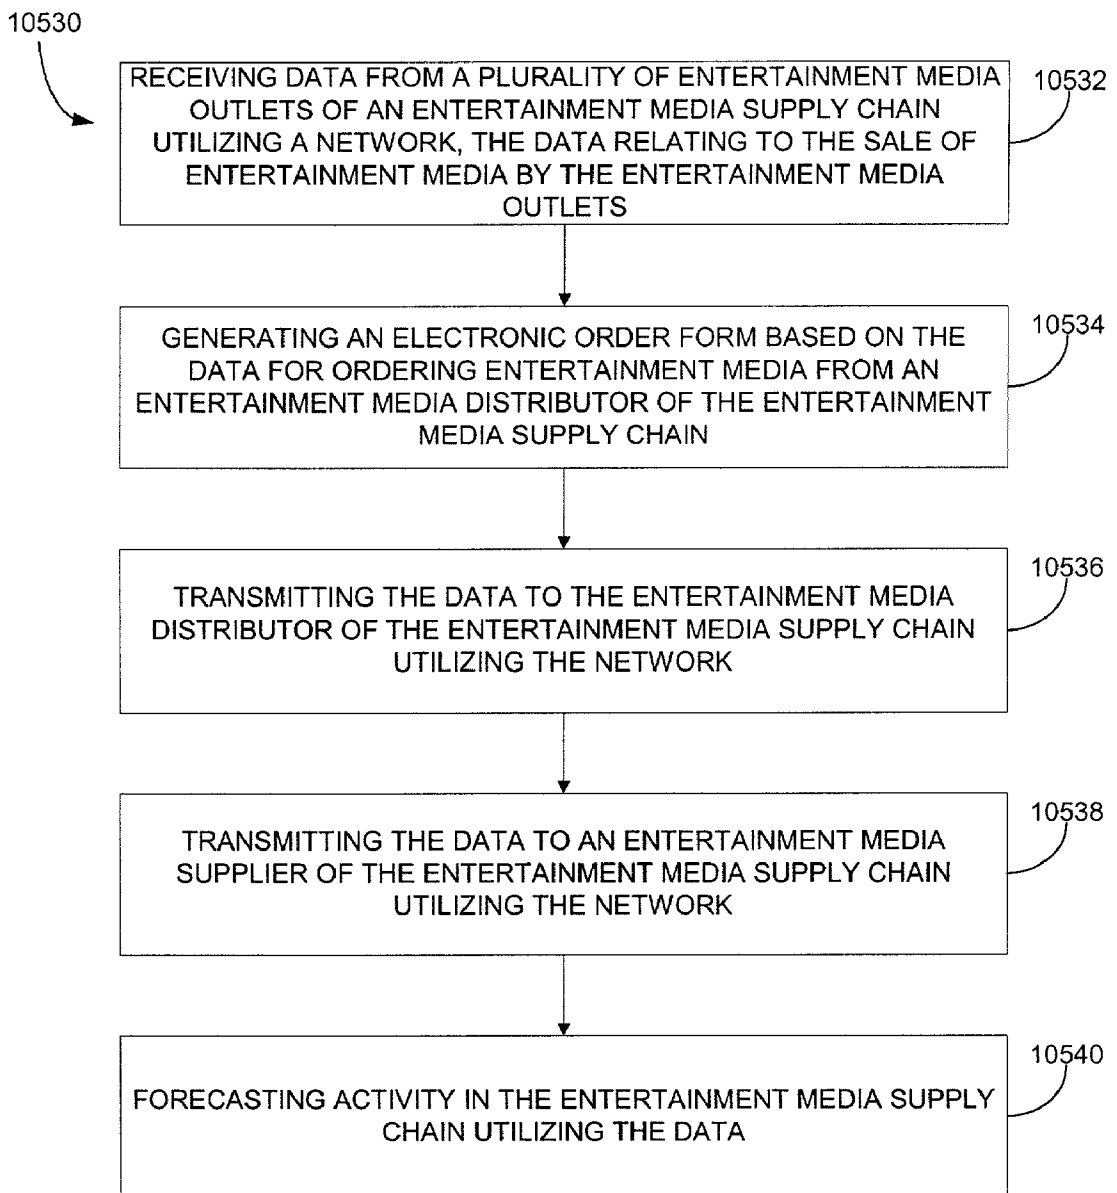 10530
RECEIVING DATA FROM A PLURALITY OF ENTERTAINMENT MEDIA
OUTLETS OF AN ENTERTAINMENT MEDIA SUPPLY CHAIN
UTILIZING A NETWORK, THE DATA RELATING TO THE SALE OF
ENTERTAINMENT MEDIA BY THE ENTERTAINMENT MEDIA
OUTLETS
10532
GENERATING AN ELECTRONIC ORDER FORM BASED ON THE
DATA FOR ORDERING ENTERTAINMENT MEDIA FROM AN
ENTERTAINMENT MEDIA DISTRIBUTOR OF THE ENTERTAINMENT
MEDIA SUPPLY CHAIN
10534
TRANSMITTING THE DATA TO THE ENTERTAINMENT MEDIA
DISTRIBUTOR OF THE ENTERTAINMENT MEDIA SUPPLY CHAIN
UTILIZING THE NETWORK
10536
TRANSMITTING THE DATA TO AN ENTERTAINMENT MEDIA
SUPPLIER OF THE ENTERTAINMENT MEDIA SUPPLY CHAIN
UTILIZING THE NETWORK
10538
FORECASTING ACTIVITY IN THE ENTERTAINMENT MEDIA SUPPLY
CHAIN UTILIZING THE DATA
10540